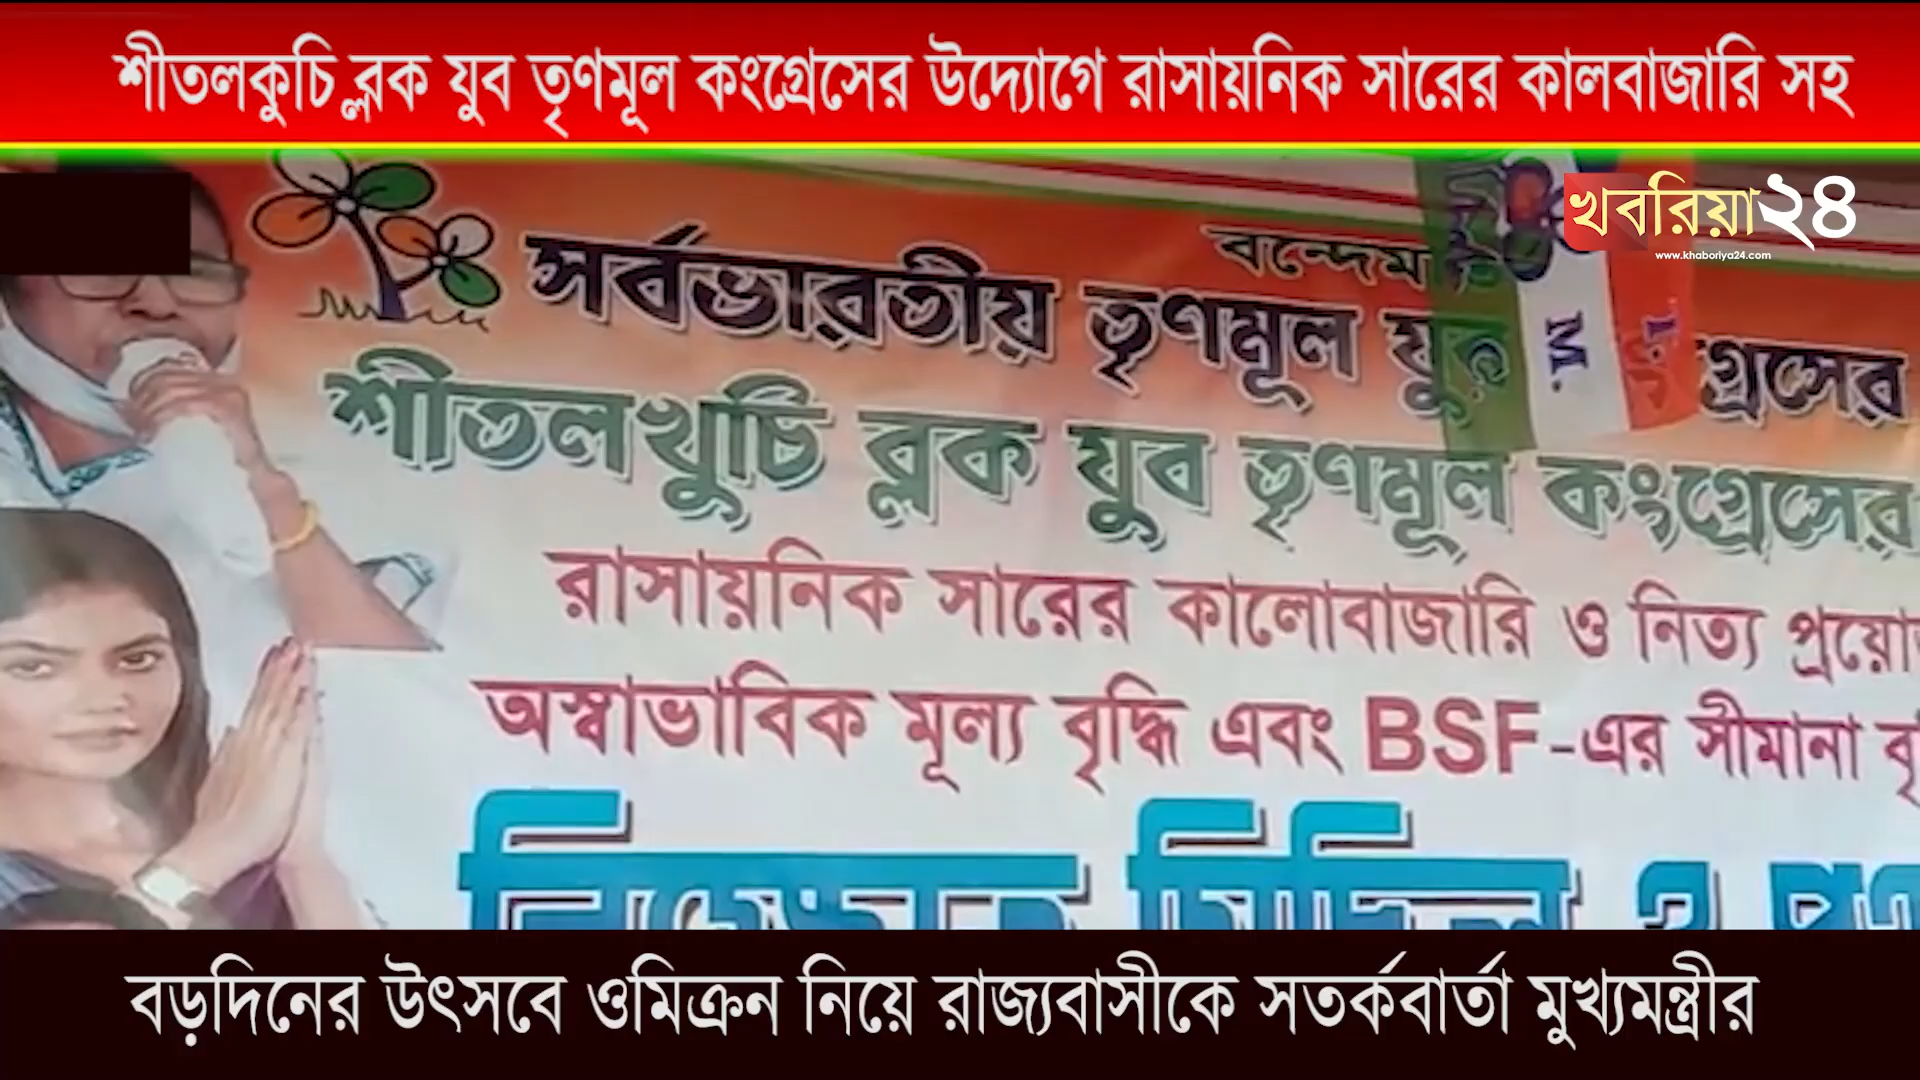 শীতলকুচি ব্লক যুব তৃণমূল কংগ্রেসের উদ্যোগে রাসায়নিক সারের কালবাজারি সহ
খবরিয়া২৪
www.khaboriya24.com
সর্বভারতীয় তৃণমূল যুব গ্রেসের
শীতলখুচি ব্লক যুব তৃণমূল কংগ্রেসের
রাসায়নিক সারের কালোবাজারি ও নিত্য
অস্বাভাবিক মূল্য বৃদ্ধি এবং BSF-এর সীমানা
বড়দিনের উৎসবে ওমিক্রন নিয়ে রাজ্যবাসীকে সতর্কবার্তা মুখ্যমন্ত্রীর